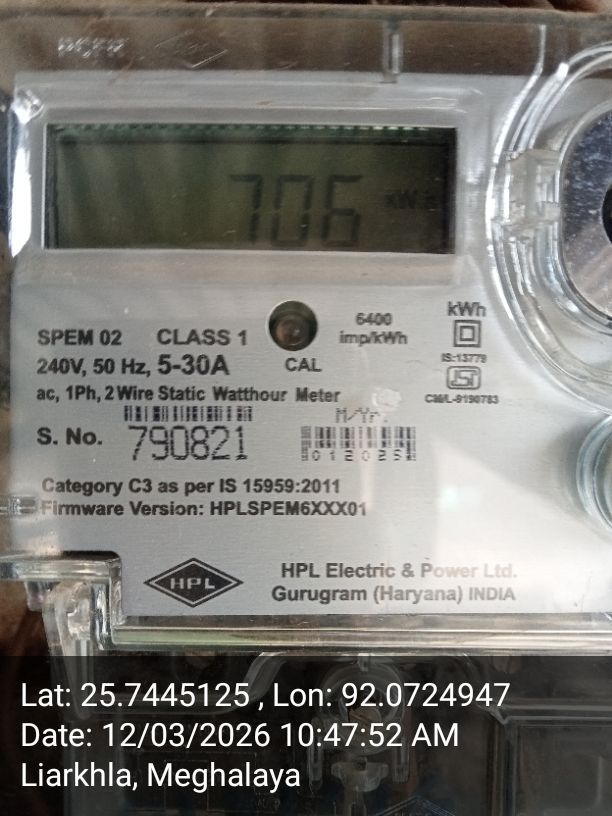 706 kWh
SPEM 02 CLASS 1
6400
imp/kWh
kWh
240V, 50 Hz, 5-30A
CAL
IS:13779
ac, 1Ph, 2 Wire Static Watthour Meter
CM/L-9190783
M/Yr.
S. No. 790821
012025
Category C3 as per IS 15959:2011
Firmware Version: HPLSPEM6XXX01
HPL
HPL Electric & Power Ltd.
Gurugram (Haryana) INDIA
Lat: 25.7445125 , Lon: 92.0724947
Date: 12/03/2026 10:47:52 AM
Liarkhla, Meghalaya